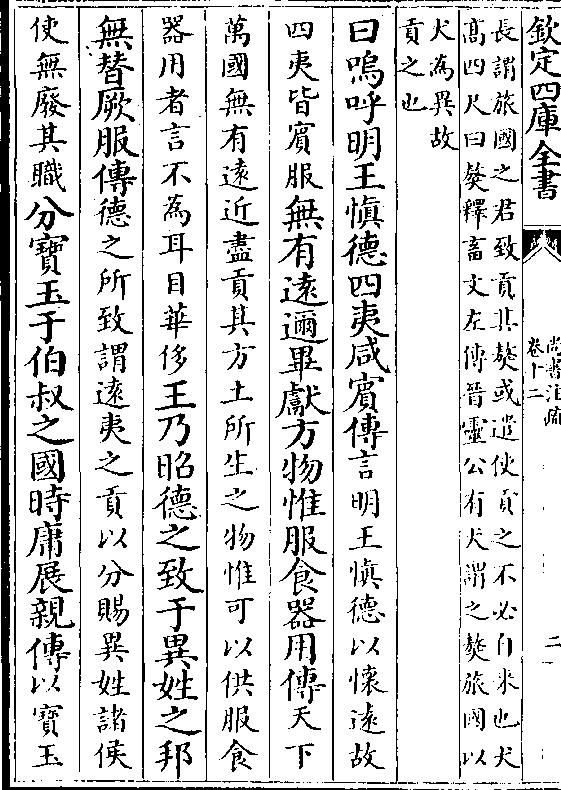 欽定四庫全書
尚書注疏
卷十二
二
長謂旅國之君致貢其獒或遣使貢之不必自來也犬
高四尺曰獒釋畜文左傳晉靈公有犬謂之獒旅國以
犬為異故
貢之也
曰嗚呼明王慎德四夷咸賓傳言明王慎德以懷遠故
四夷皆賓服無有遠邇畢獻方物惟服食器用傳天下
萬國無有遠近盡貢其方土所生之物惟可以供服食
器用者言不為耳目華侈王乃昭德之致于異姓之邦
無替厥服傳德之所致謂遠夷之貢以分賜異姓諸侯
使無廢其職分寶玉于伯叔之國時庸展親傳以寶玉